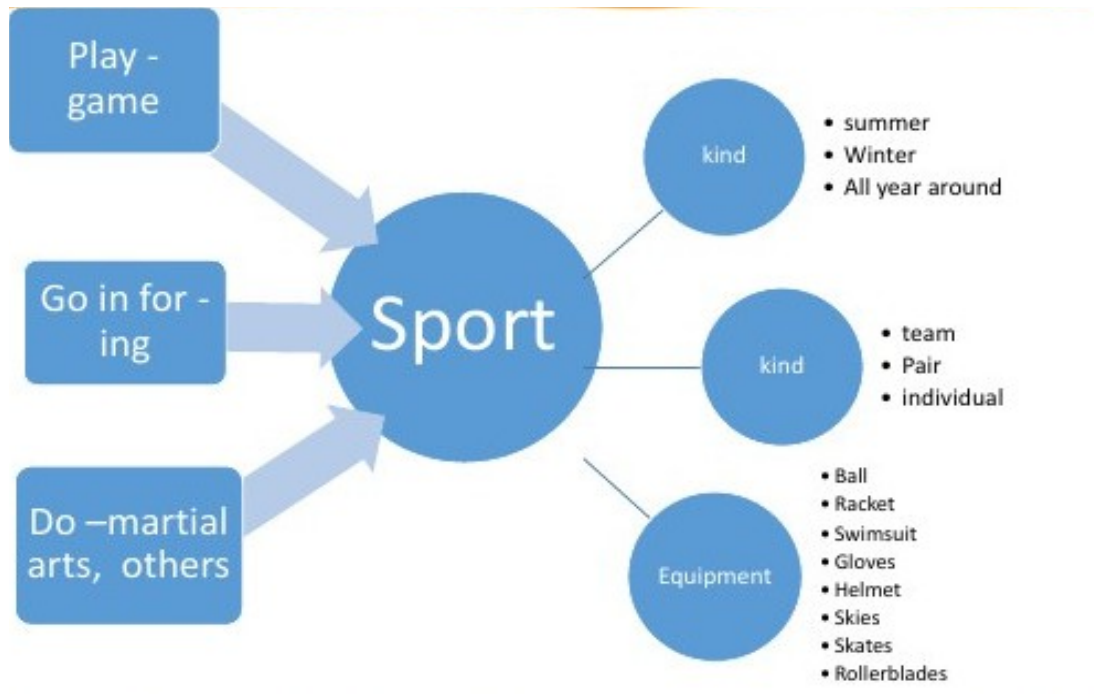 Play -
game
Go in for -
ing
Do –martial
arts, others
Sport
kind
• summer
• Winter
• All year around
kind
• team
• Pair
• individual
Equipment
• Ball
• Racket
• Swimsuit
• Gloves
• Helmet
• Skies
• Skates
• Rollerblades